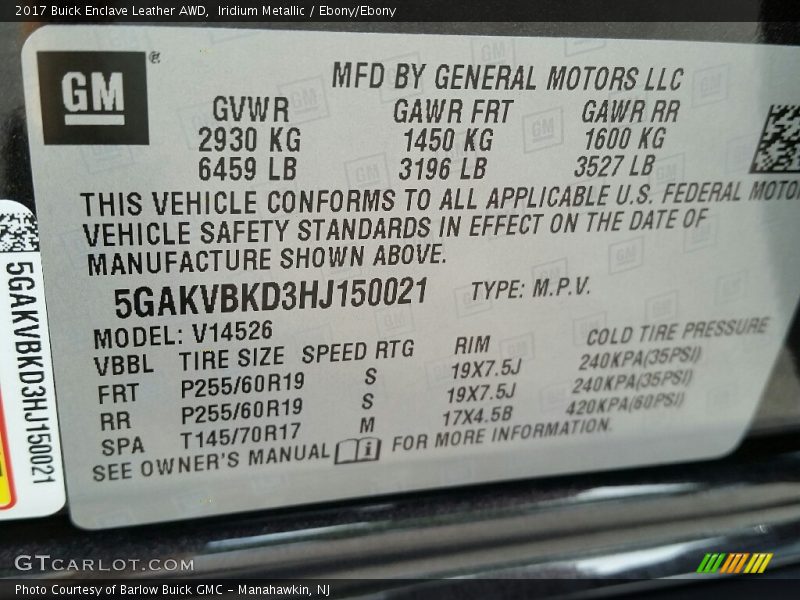 2017 Buick Enclave Leather AWD, Iridium Metallic / Ebony/Ebony
GM ®
MFD BY GENERAL MOTORS LLC
GVWR GAWR FRT GAWR RR
2930 KG 1450 KG 1600 KG
6459 LB 3196 LB 3527 LB
THIS VEHICLE CONFORMS TO ALL APPLICABLE U.S. FEDERAL MOTOR
VEHICLE SAFETY STANDARDS IN EFFECT ON THE DATE OF
MANUFACTURE SHOWN ABOVE.
5GAKVBKD3HJ150021 TYPE: M.P.V.
MODEL: V14526
VBBL TIRE SIZE SPEED RTG RIM COLD TIRE PRESSURE
FRT P255/60R19 S 19X7.5J 240KPA(35PSI)
RR P255/60R19 S 19X7.5J 240KPA(35PSI)
SPA T145/70R17 M 17X4.5B 420KPA(60PSI)
SEE OWNER'S MANUAL i FOR MORE INFORMATION.
5GAKVBKD3HJ150021
GTCARLOT.COM
Photo Courtesy of Barlow Buick GMC - Manahawkin, NJ